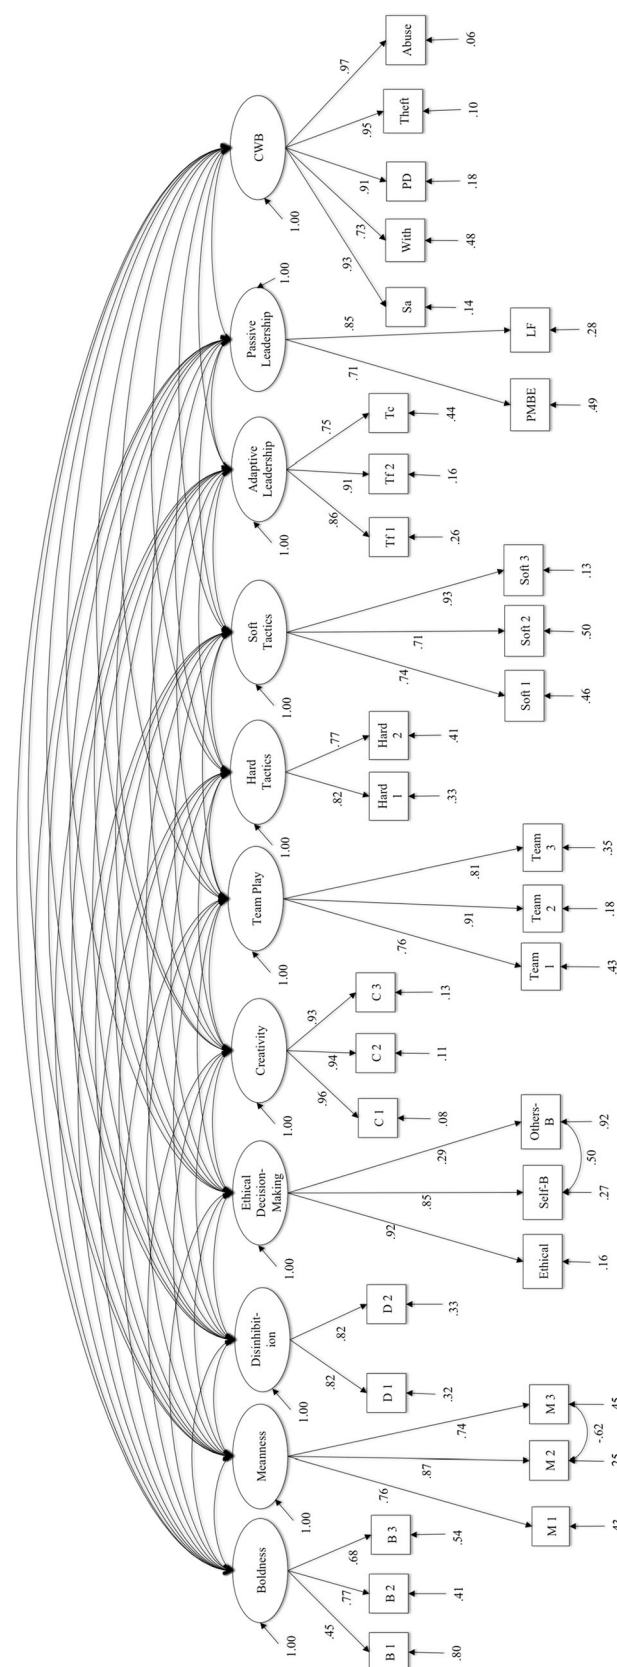 Boldness
Meanness
Disinhibit-
ion
Ethical
Decision-
Making
Creativity
Team Play
Hard
Tactics
Soft
Tactics
Adaptive
Leadership
Passive
Leadership
CWB
1.00
1.00
1.00
1.00
1.00
1.00
1.00
1.00
1.00
1.00
1.00
.45
.77
.68
.76
.87
.74
.82
.82
.92
.85
.29
.96
.94
.93
.76
.91
.81
.82
.77
.74
.71
.93
.86
.91
.75
.71
.85
.93
.73
.91
.95
.97
B 1
B 2
B 3
M 1
M 2
M 3
D 1
D 2
Ethical
Self-B
Others-
B
C 1
C 2
C 3
Team
1
Team
2
Team
3
Hard
1
Hard
2
Soft 1
Soft 2
Soft 3
Tf 1
Tf 2
Tc
PMBE
LF
Sa
With
PD
Theft
Abuse
.80
.41
.54
-.62
.32
.33
.16
.27
.50
.92
.08
.11
.13
.43
.18
.35
.33
.41
.46
.50
.13
.26
.16
.44
.49
.28
.14
.48
.18
.10
.06